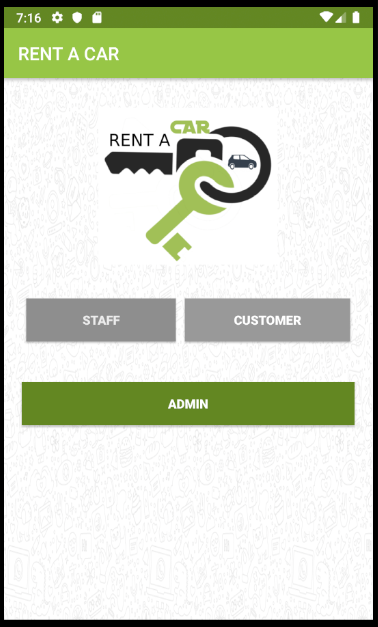 7:16
RENT A CAR
RENT A CAR
STAFF CUSTOMER
ADMIN